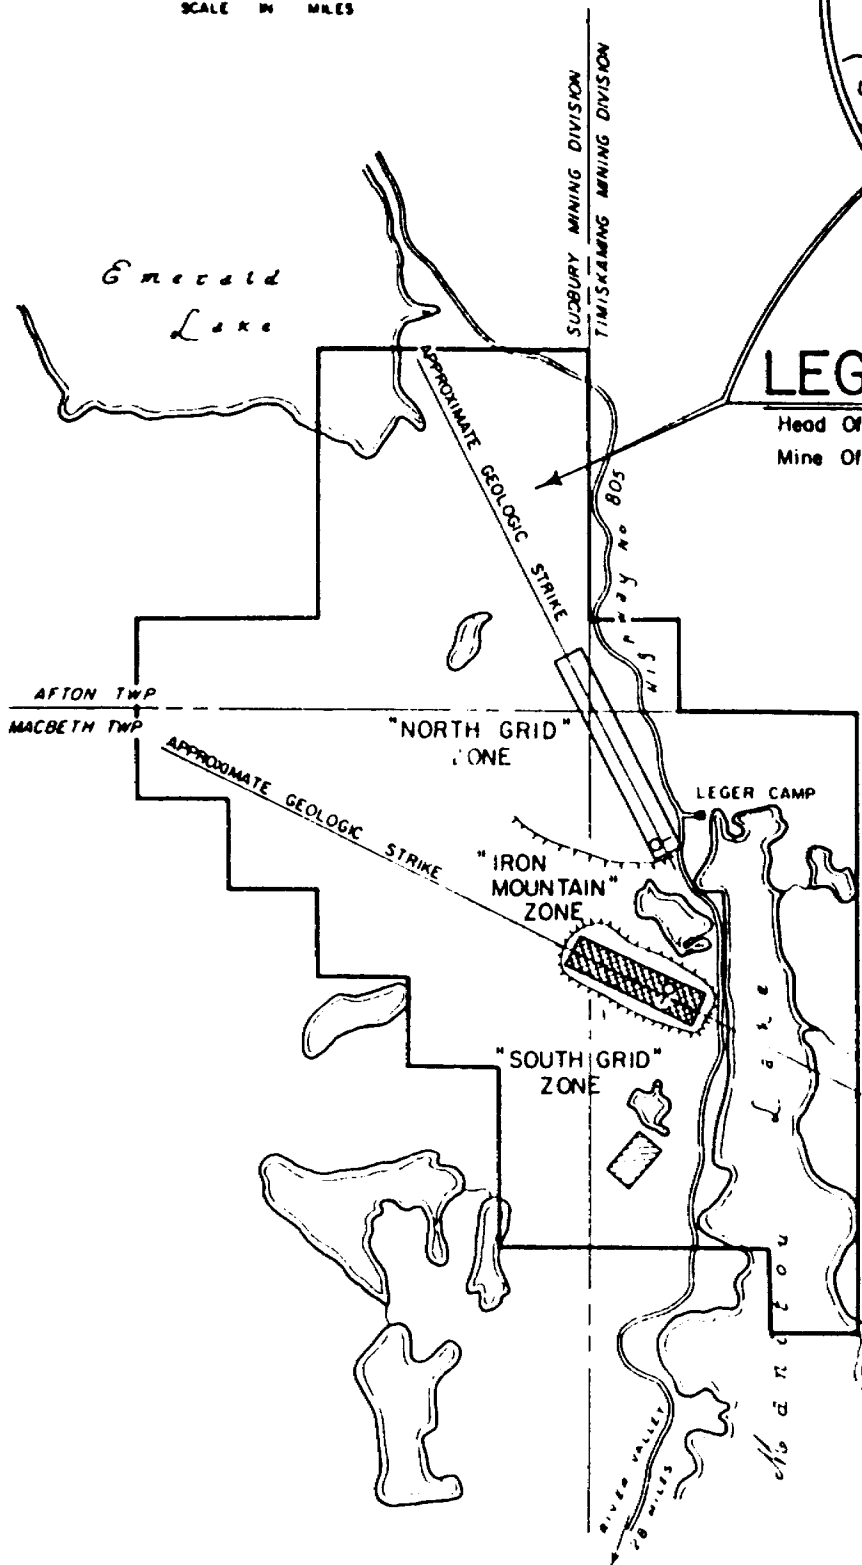 SCALE IN MILES
SUDBURY MINING DIVISION
TIMISKAMING MINING DIVISION
Emerald
Lake
LEG
Head Of
Mine Of
APPROXIMATE GEOLOGIC STRIKE
Highway No 805
AFTON TWP
MACBETH TWP
"NORTH GRID"
ZONE
APPROXIMATE GEOLOGIC STRIKE
LEGER CAMP
"IRON
MOUNTAIN"
ZONE
"SOUTH GRID"
ZONE
Manitou Lake
RIVER VALLEY
28 MILES